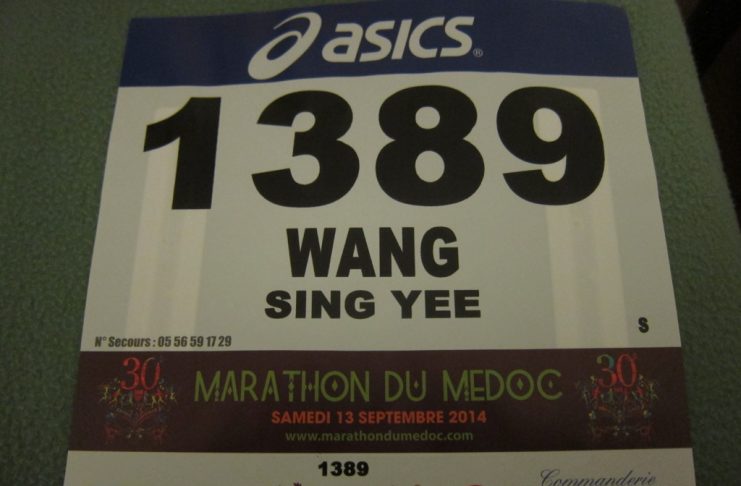 asics®
1389
WANG
SING YEE
S
N° Secours : 05 56 59 17 29
30 MARATHON DU MEDOC 30
SAMEDI 13 SEPTEMBRE 2014
www.marathondumedoc.com
1389
Commanderie